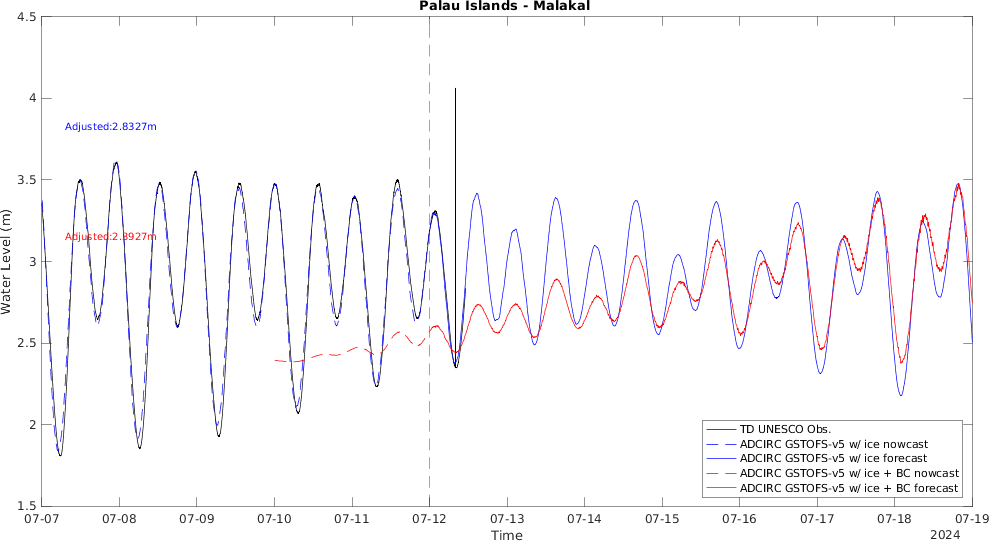 Palau Islands - Malakal
Water Level (m)
4.5
4
3.5
3
2.5
2
1.5
Adjusted:2.8327m
Adjusted:2.8927m
TD UNESCO Obs.
ADCIRC GSTOFS-v5 w/ ice nowcast
ADCIRC GSTOFS-v5 w/ ice forecast
ADCIRC GSTOFS-v5 w/ ice + BC nowcast
ADCIRC GSTOFS-v5 w/ ice + BC forecast
07-07 07-08 07-09 07-10 07-11 07-12 07-13 07-14 07-15 07-16 07-17 07-18 07-19
Time
2024